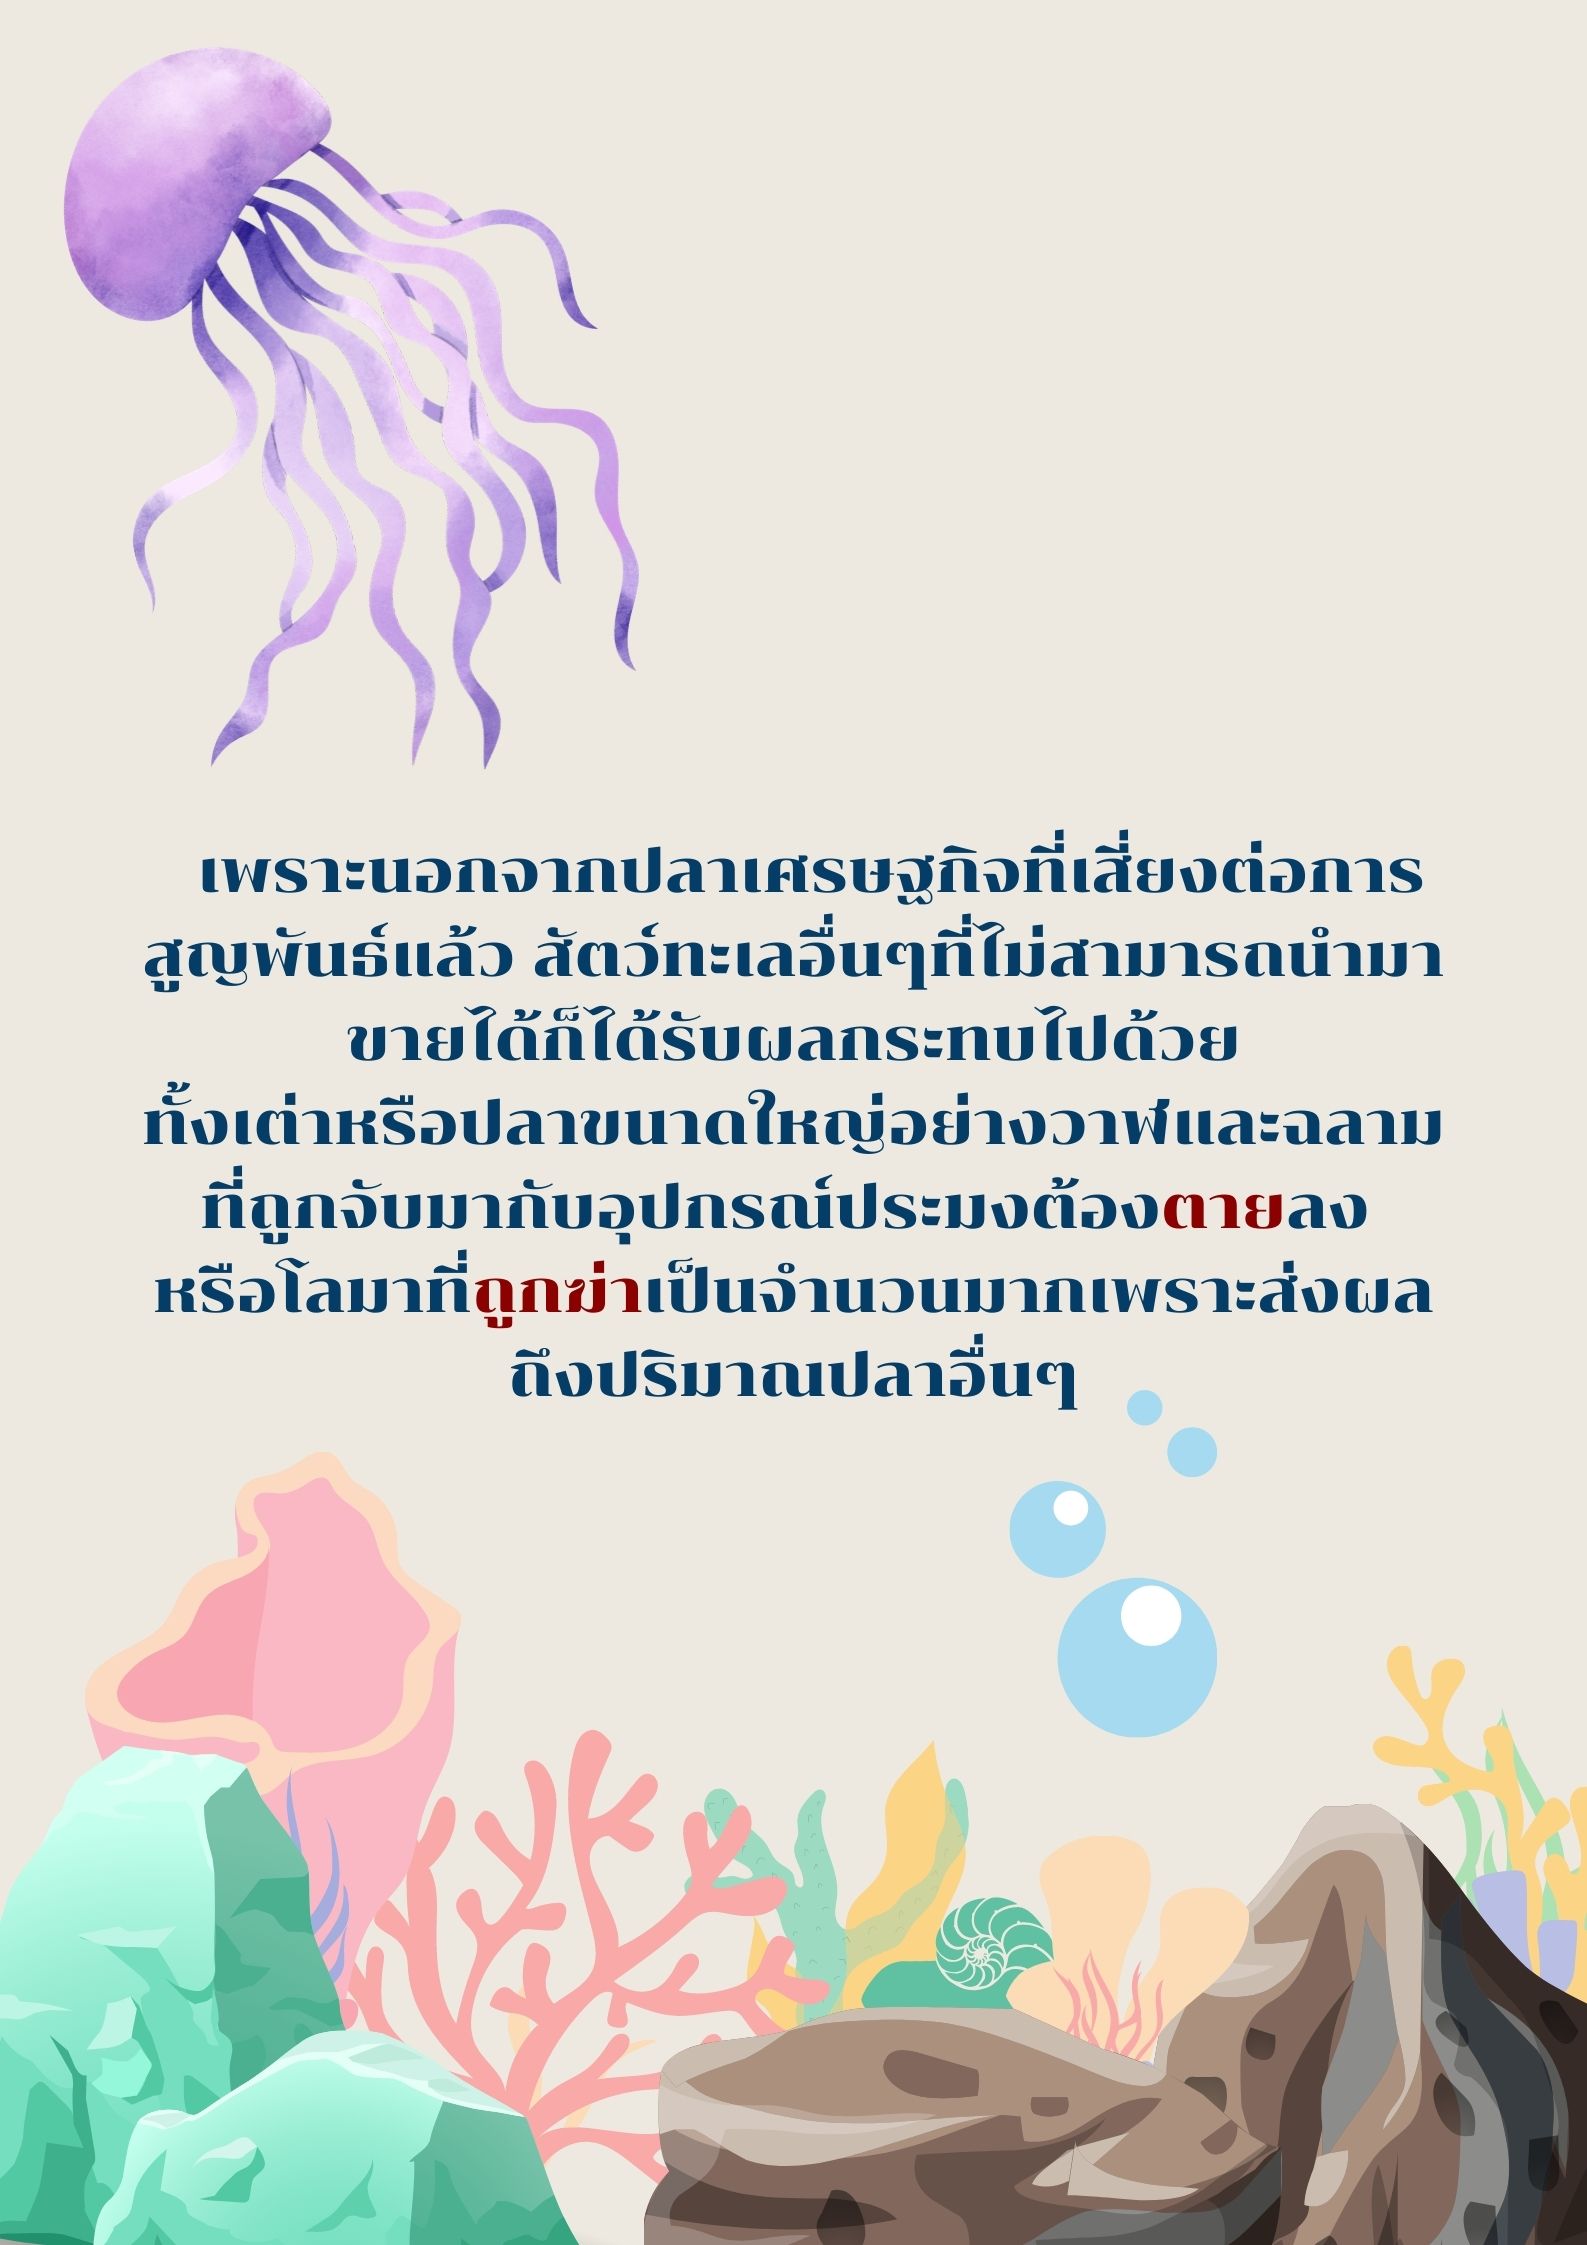 เพราะนอกจากปลาเศรษฐกิจที่เสี่ยงต่อการ
สูญพันธ์แล้ว สัตว์ทะเลอื่นๆที่ไม่สามารถนำมา
ขายได้ก็ได้รับผลกระทบไปด้วย
ทั้งเต่าหรือปลาขนาดใหญ่อย่างวาฬและฉลาม
ที่ถูกจับมากับอุปกรณ์ประมงต้องตายลง
หรือโลมาที่ถูกฆ่าเป็นจำนวนมากเพราะส่งผล
ถึงปริมาณปลาอื่นๆ